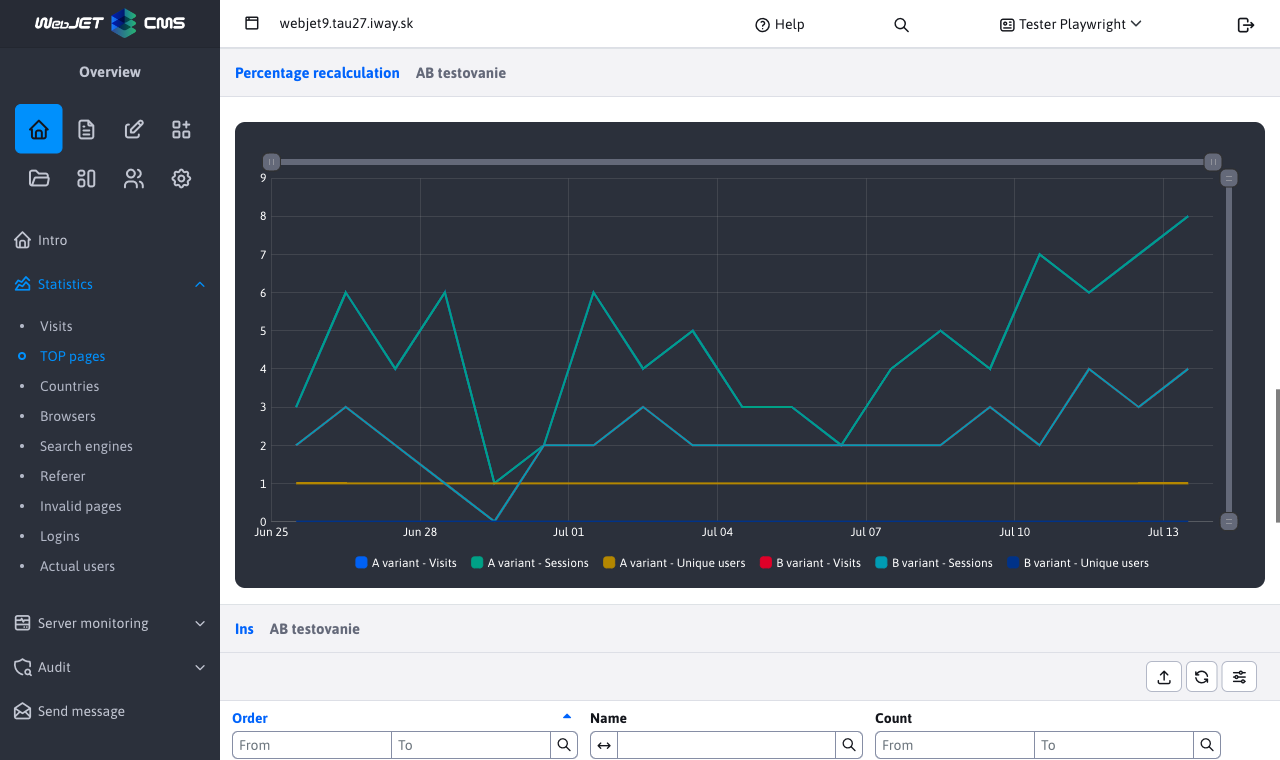 WebJET CMS
webjet9.tau27.iway.sk
Help
Tester Playwright
Overview
Intro
Statistics
Visits
TOP pages
Countries
Browsers
Search engines
Referer
Invalid pages
Logins
Actual users
Server monitoring
Audit
Send message
Percentage recalculation AB testovanie
9
8
7
6
5
4
3
2
1
0
Jun 25 Jun 28 Jul 01 Jul 04 Jul 07 Jul 10 Jul 13
A variant - Visits A variant - Sessions A variant - Unique users B variant - Visits B variant - Sessions B variant - Unique users
Ins AB testovanie
Order Name Count
From To From To